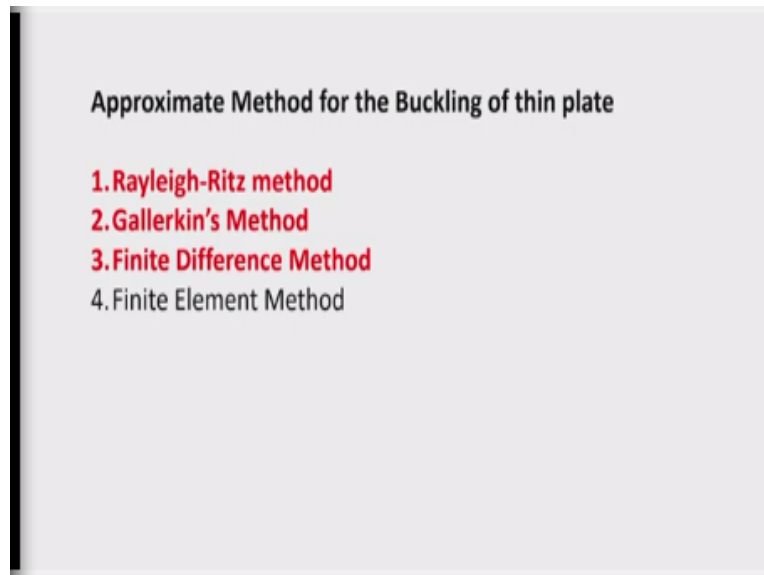 Approximate Method for the Buckling of thin plate
1.Rayleigh-Ritz method
2.Gallerkin’s Method
3.Finite Difference Method
4.Finite Element Method